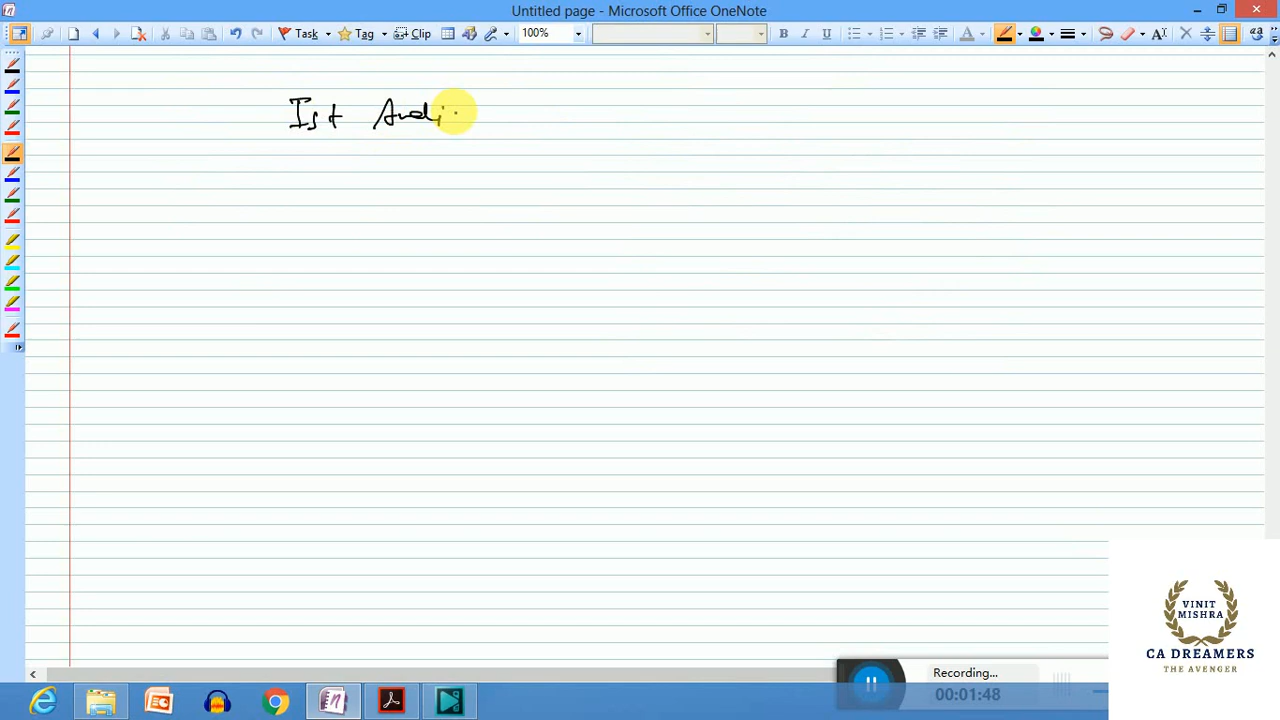 Untitled page - Microsoft Office OneNote
Task Tag Clip 100% B I U
Ist Audi
VINIT
MISHRA
CA DREAMERS
THE AVENGER
Recording...
00:01:48